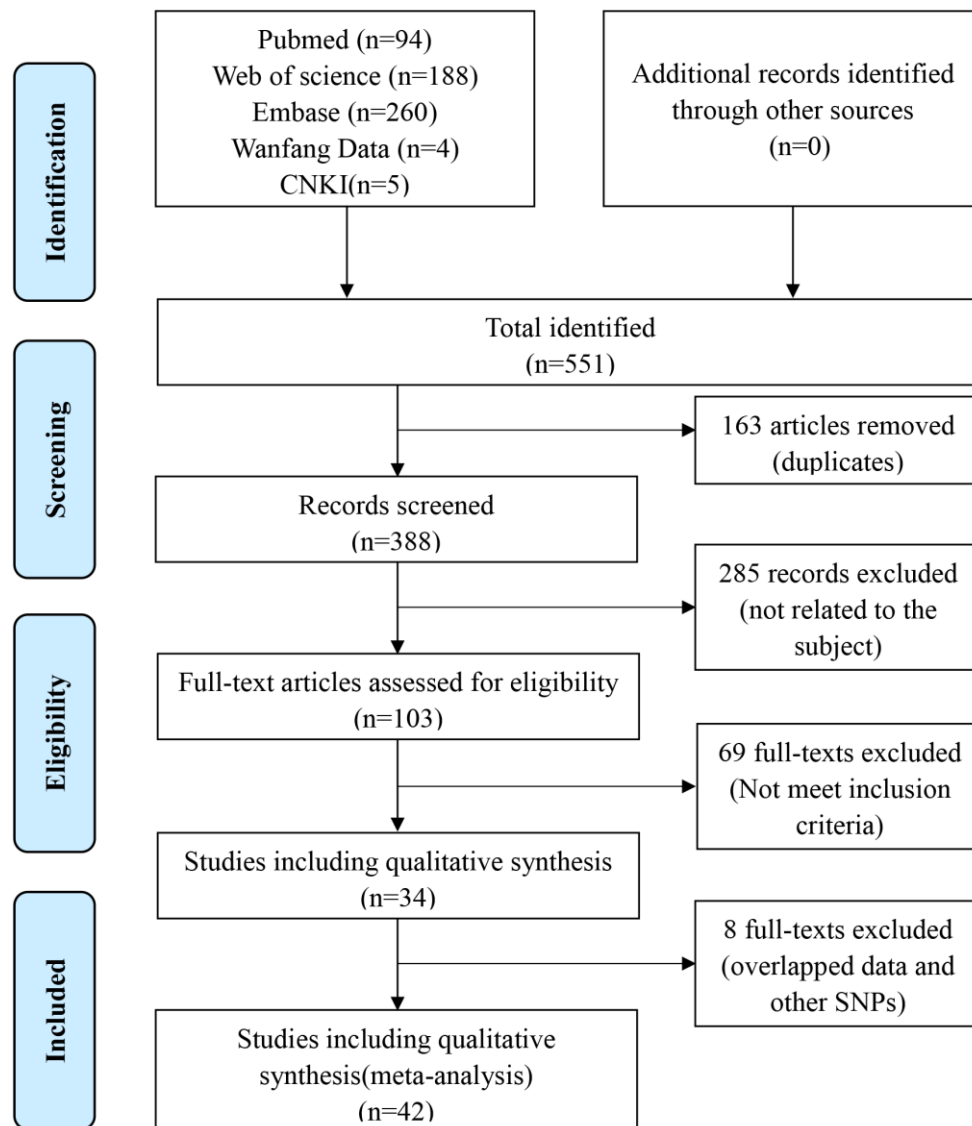 Identification
Pubmed (n=94)
Web of science (n=188)
Embase (n=260)
Wanfang Data (n=4)
CNKI(n=5)
Additional records identified
through other sources
(n=0)
Total identified
(n=551)
Screening
163 articles removed
(duplicates)
Records screened
(n=388)
285 records excluded
(not related to the
subject)
Eligibility
Full-text articles assessed for eligibility
(n=103)
69 full-texts excluded
(Not meet inclusion
criteria)
Studies including qualitative synthesis
(n=34)
Included
8 full-texts excluded
(overlapped data and
other SNPs)
Studies including qualitative
synthesis(meta-analysis)
(n=42)